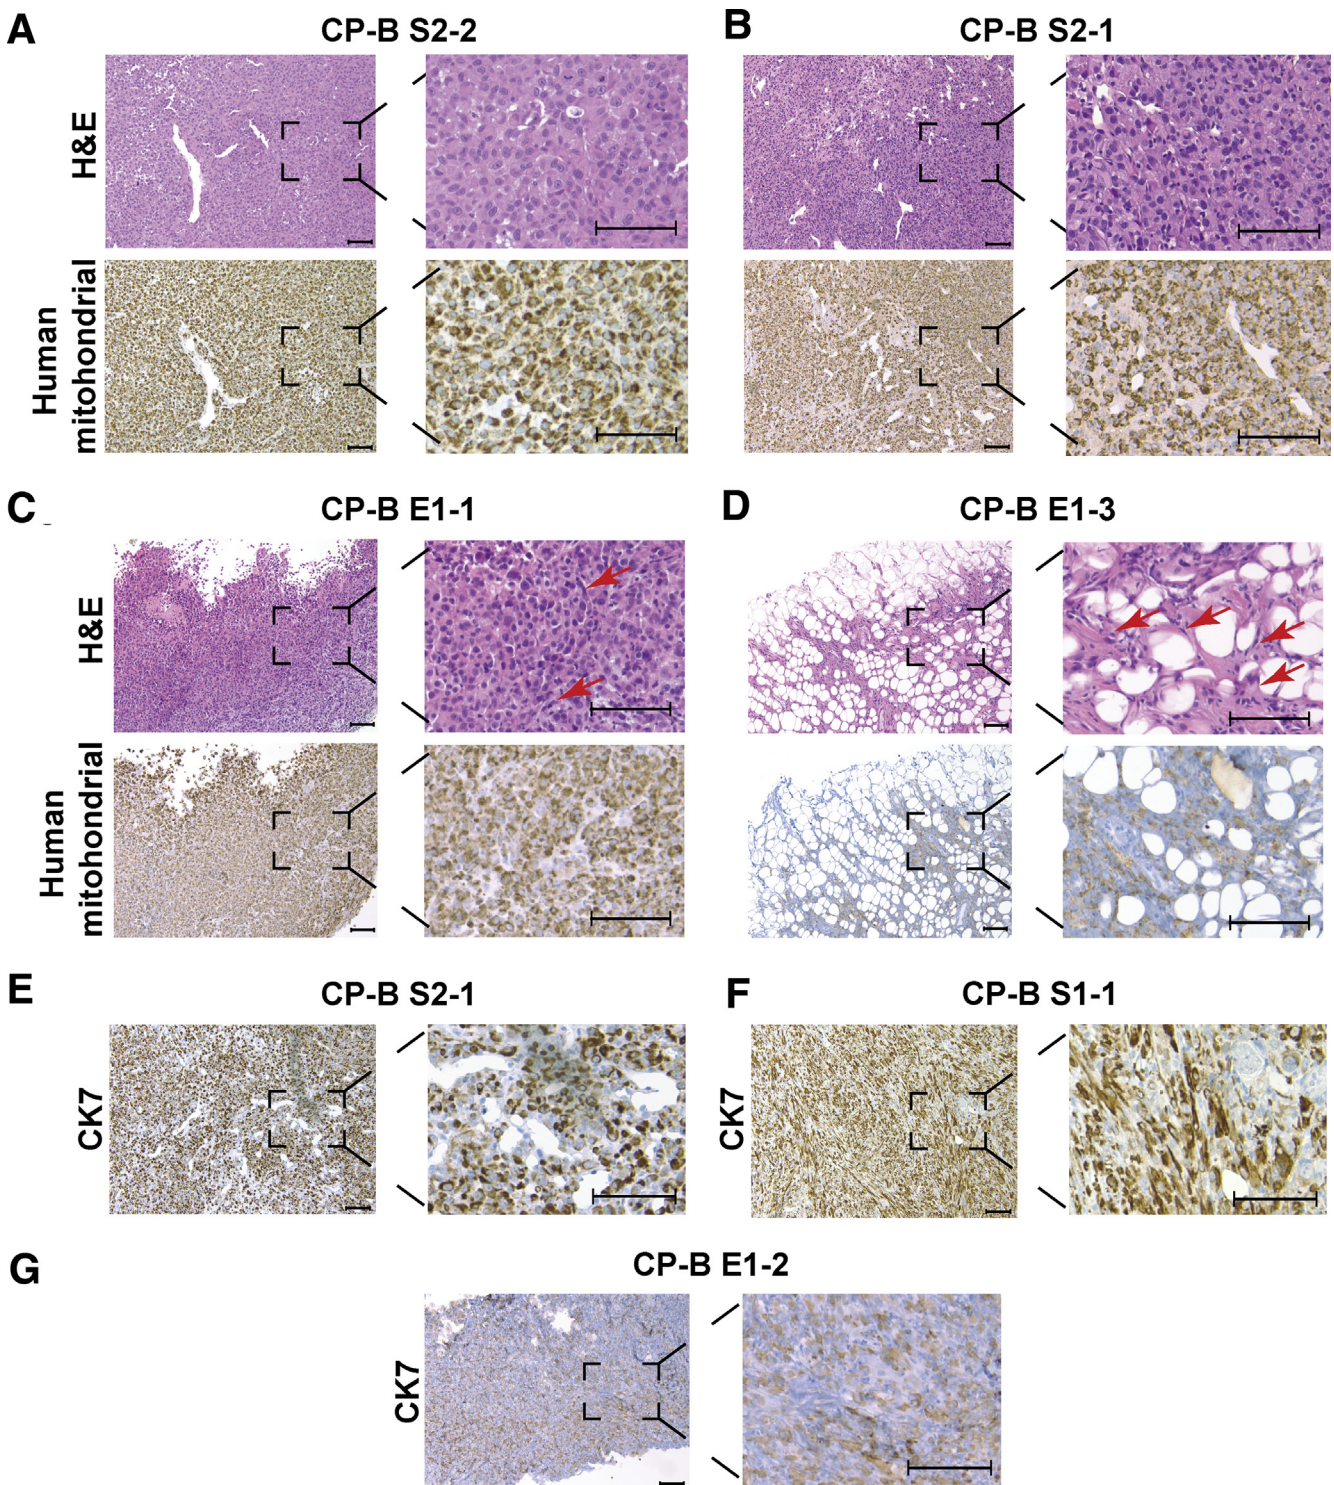 A
CP-B S2-2
B
CP-B S2-1
H&E
Human
mitohondrial
C
CP-B E1-1
D
CP-B E1-3
H&E
Human
mitohondrial
E
CP-B S2-1
F
CP-B S1-1
CK7
CK7
G
CP-B E1-2
CK7